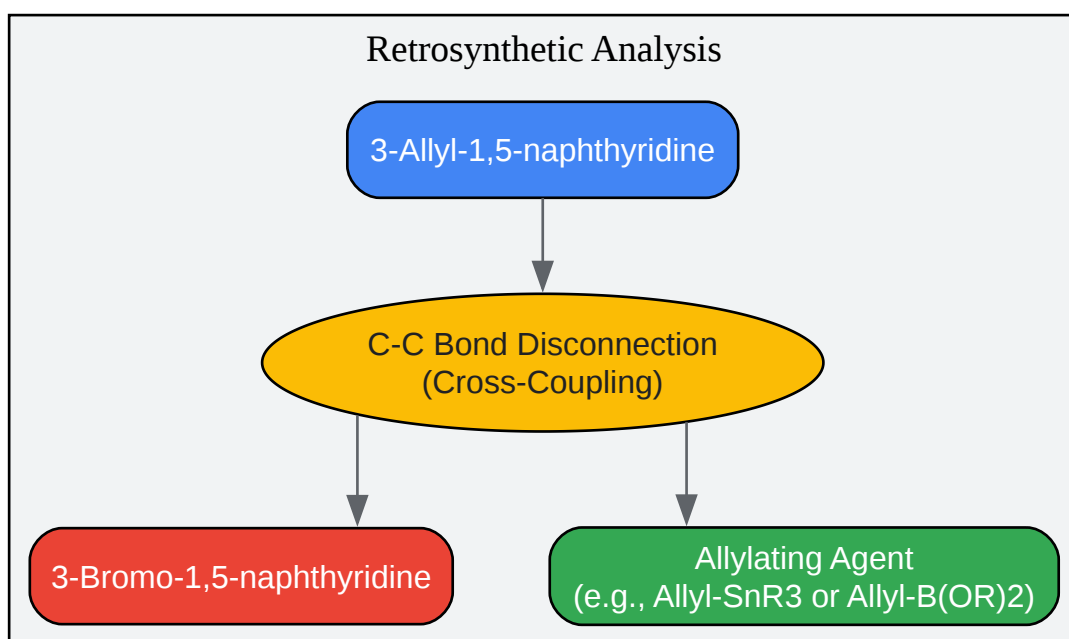 Retrosynthetic Analysis
3-Allyl-1,5-naphthyridine
C-C Bond Disconnection
(Cross-Coupling)
3-Bromo-1,5-naphthyridine
Allylating Agent
(e.g., Allyl-SnR3 or Allyl-B(OR)2)